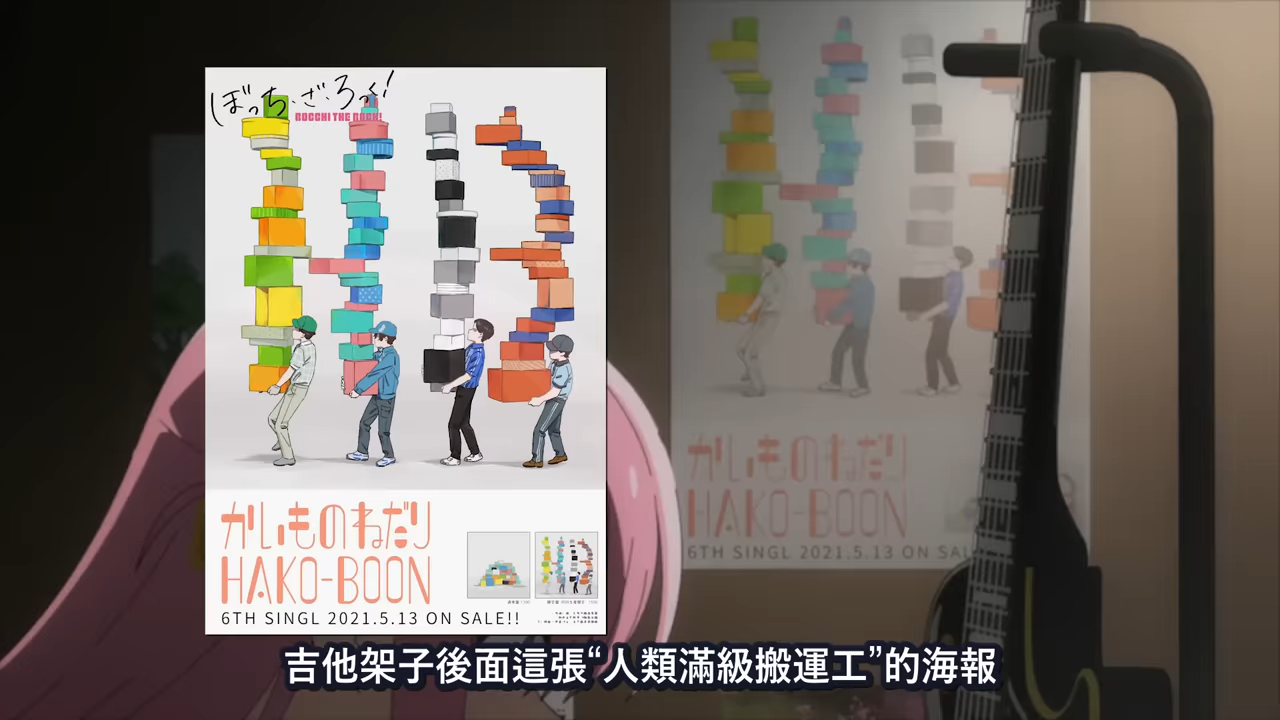 ぼっち・ざ・ろっく!
BOCCHI THE ROCK!
かいものねだり
HAKO-BOON
6TH SINGL 2021.5.13 ON SALE!!
かいものねだり
HAKO-BOON
6TH SINGL 2021.5.13 ON SAL
吉他架子後面這張“人類滿級搬運工”的海報